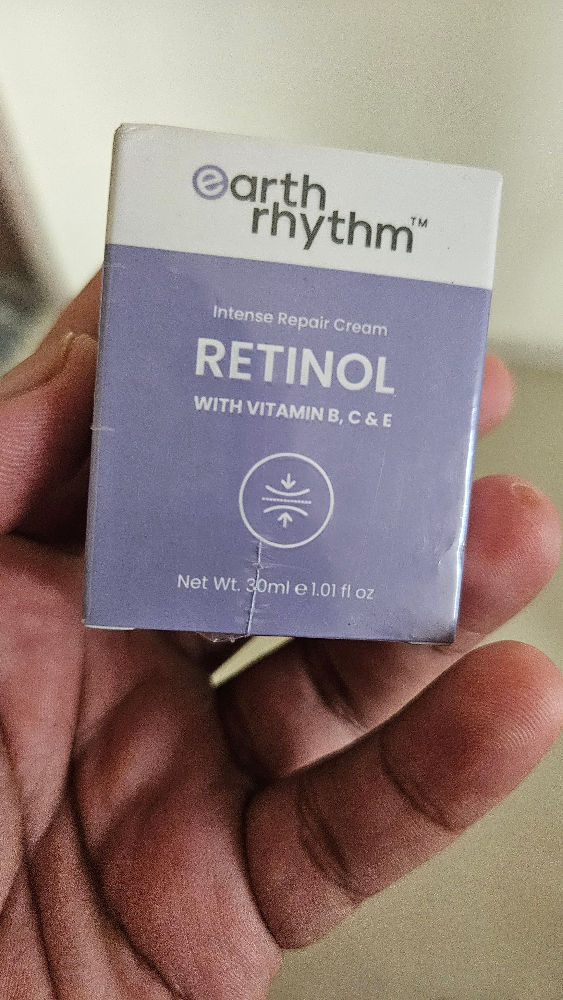 earth
rhythm™
Intense Repair Cream
RETINOL
WITH VITAMIN B, C & E
Net Wt. 30ml e 1.01 fl oz